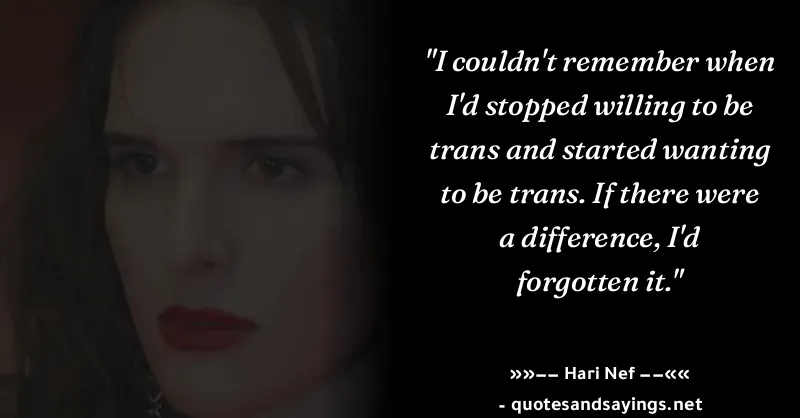 "I couldn't remember when
I'd stopped willing to be
trans and started wanting
to be trans. If there were
a difference, I'd
forgotten it."
»»−− Hari Nef −−««
- quotesandsayings.net